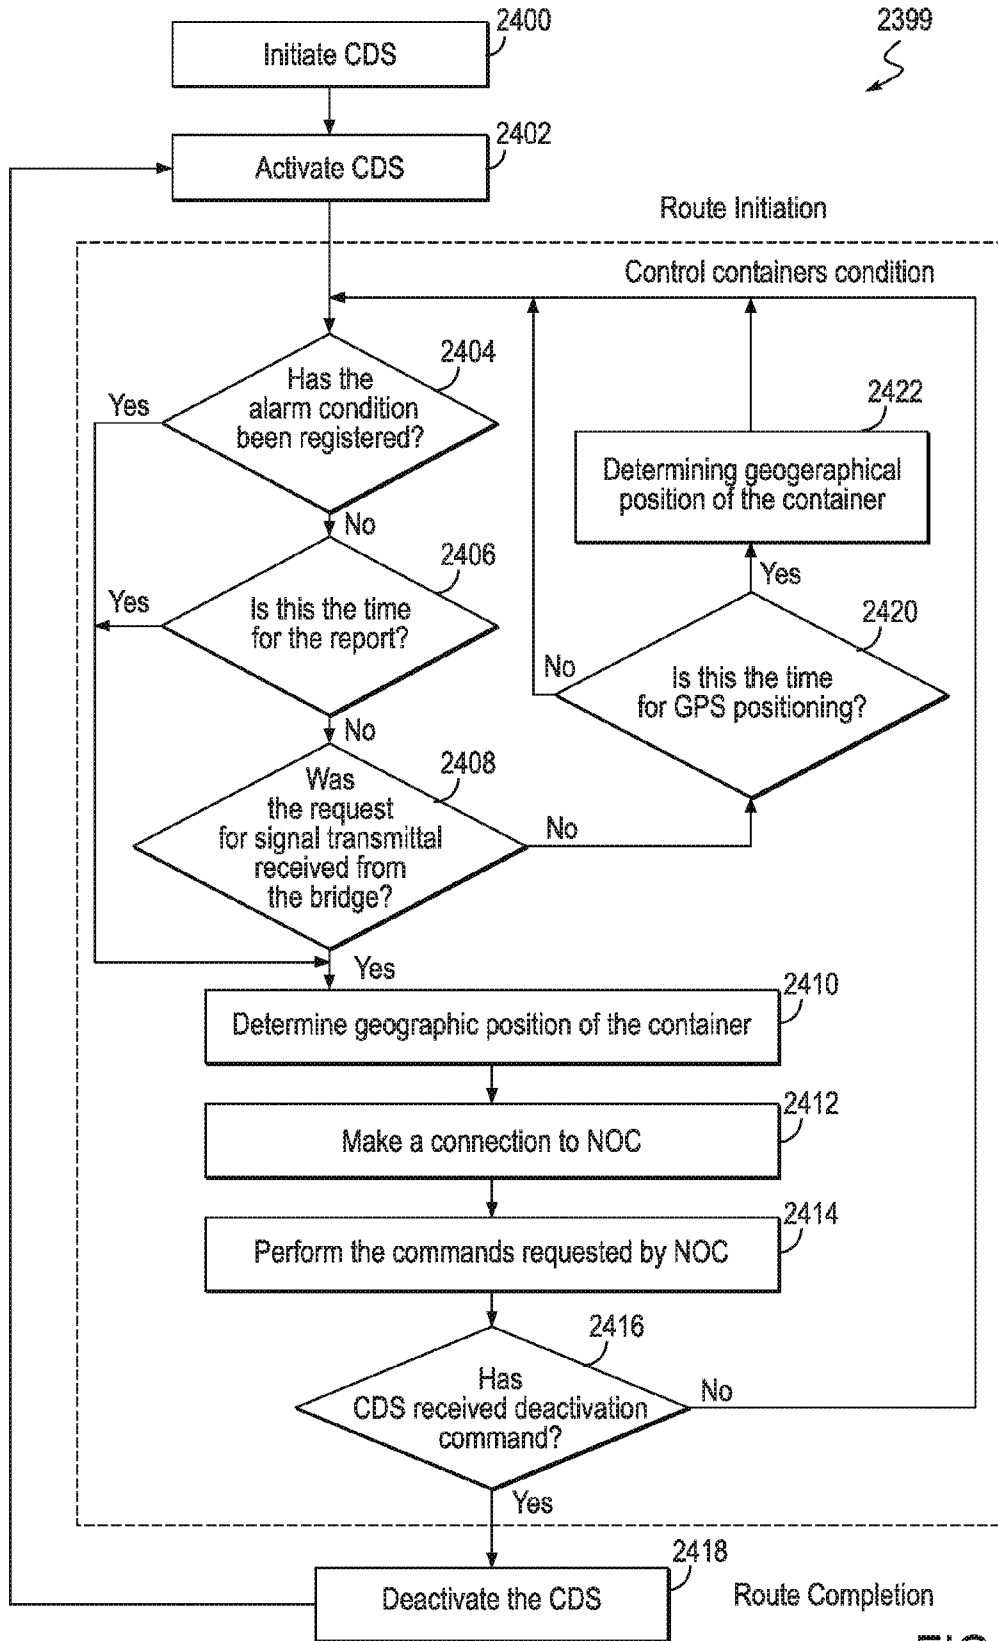 2400
Initiate CDS
2399
2402
Activate CDS
Route Initiation
Control containers condition
2404
Has the
alarm condition
been registered?
Yes
No
2422
Determining geogeraphical
position of the container
Yes
2406
Is this the time
for the report?
Yes
No
2420
Is this the time
for GPS positioning?
No
2408
Was
the request
for signal transmittal
received from
the bridge?
No
Yes
2410
Determine geographic position of the container
2412
Make a connection to NOC
2414
Perform the commands requested by NOC
2416
Has
CDS received deactivation
command?
No
Yes
2418
Deactivate the CDS
Route Completion